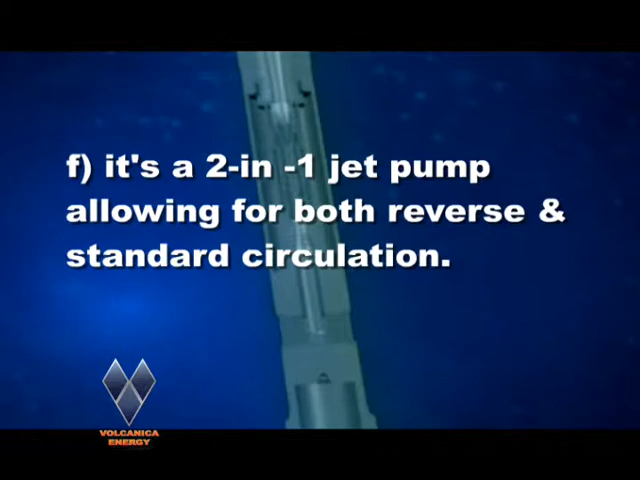 f) it's a 2-in -1 jet pump
allowing for both reverse &
standard circulation.
VOLCANICA
ENERGY